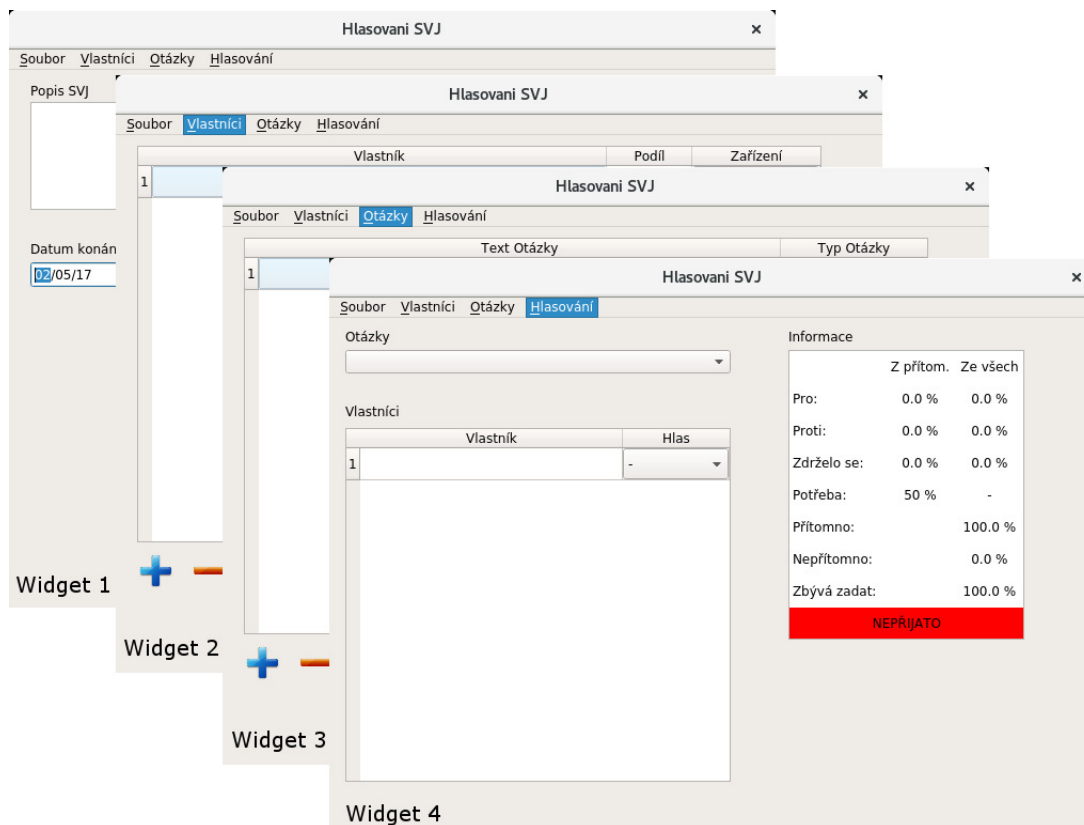 Hlasovani SVJ ×
Soubor Vlastníci Otázky Hlasování
Popis SVJ
Datum konán
02/05/17
Widget 1
Hlasovani SVJ ×
Soubor Vlastníci Otázky Hlasování
Vlastník Podíl Zařízení
1
Widget 2
Hlasovani SVJ ×
Soubor Vlastníci Otázky Hlasování
Text Otázky Typ Otázky
1
Widget 3
Hlasovani SVJ ×
Soubor Vlastníci Otázky Hlasování
Otázky
Vlastníci
Vlastník Hlas
1 -
Informace
Z přítom. Ze všech
Pro: 0.0 % 0.0 %
Proti: 0.0 % 0.0 %
Zdrželo se: 0.0 % 0.0 %
Potřeba: 50 % -
Přítomno: 100.0 %
Nepřítomno: 0.0 %
Zbývá zadat: 100.0 %
NEPŘIJATO
Widget 4